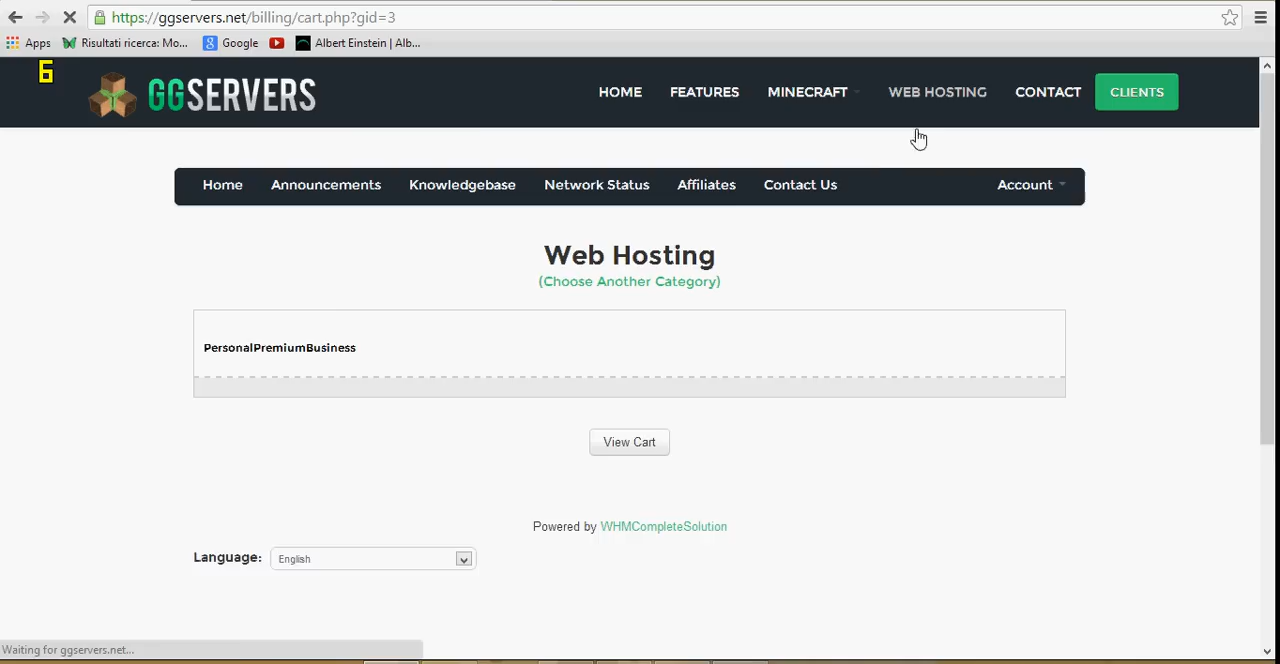 https://ggservers.net/billing/cart.php?gid=3
Apps Risultati ricerca: Mo... Google Albert Einstein | Alb...
6
GGSERVERS HOME FEATURES MINECRAFT WEB HOSTING CONTACT CLIENTS
Home Announcements Knowledgebase Network Status Affiliates Contact Us Account
Web Hosting
(Choose Another Category)
PersonalPremiumBusiness
View Cart
Powered by WHMCompleteSolution
Language: English
Waiting for ggservers.net...